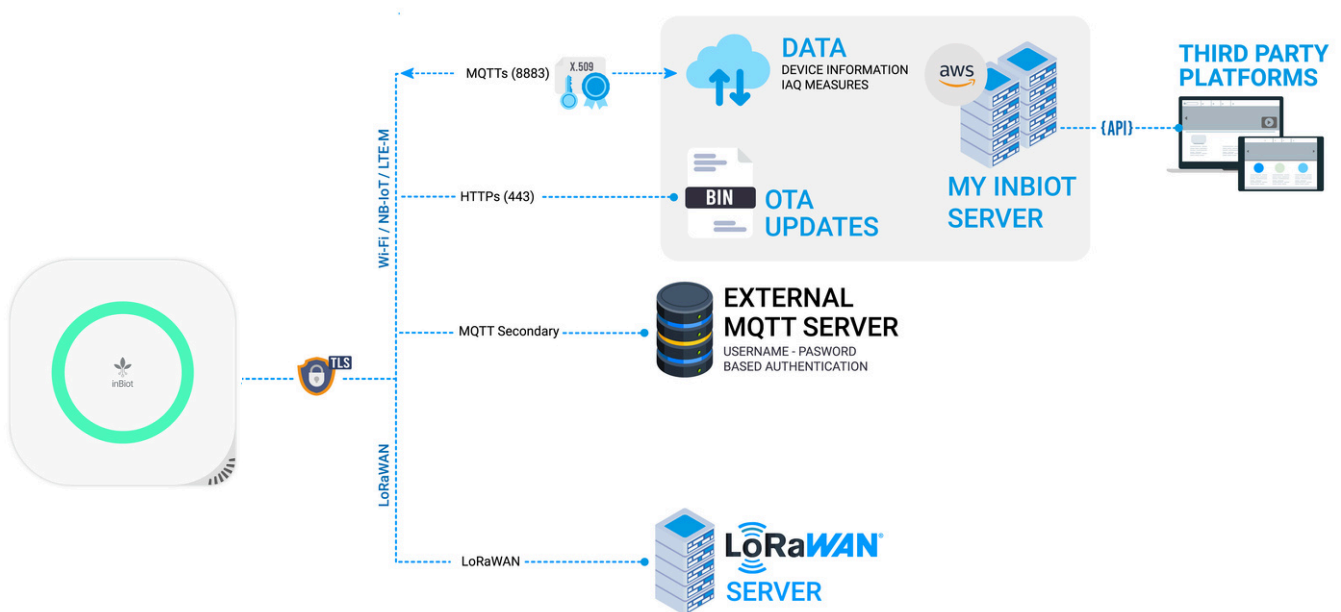 inBiot
TLS
Wi-Fi / NB-IoT / LTE-M
LoRaWAN
MQTTs (8883)
X.509
DATA
DEVICE INFORMATION
IAQ MEASURES
HTTPs (443)
BIN
OTA
UPDATES
aws
MY INBIOT
SERVER
{API}
THIRD PARTY
PLATFORMS
MQTT Secondary
EXTERNAL
MQTT SERVER
USERNAME - PASWORD
BASED AUTHENTICATION
LoRaWAN
LoRaWAN®
SERVER